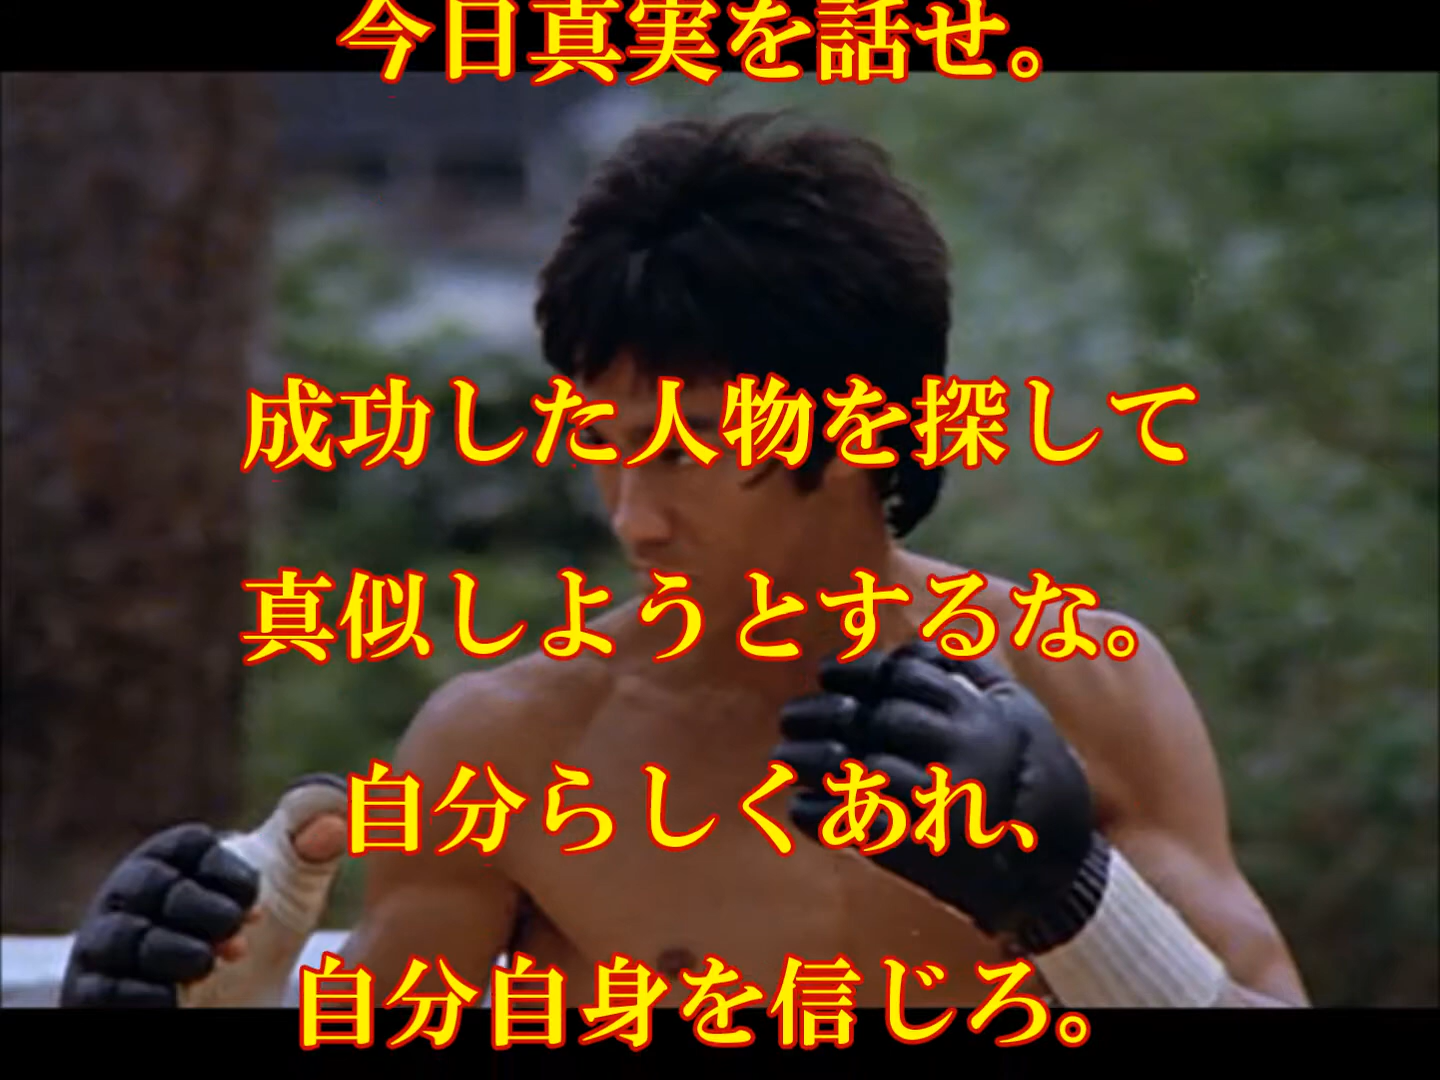 今日真実を話せ。
成功した人物を探して
真似しようとするな。
自分らしくあれ、
自分自身を信じろ。